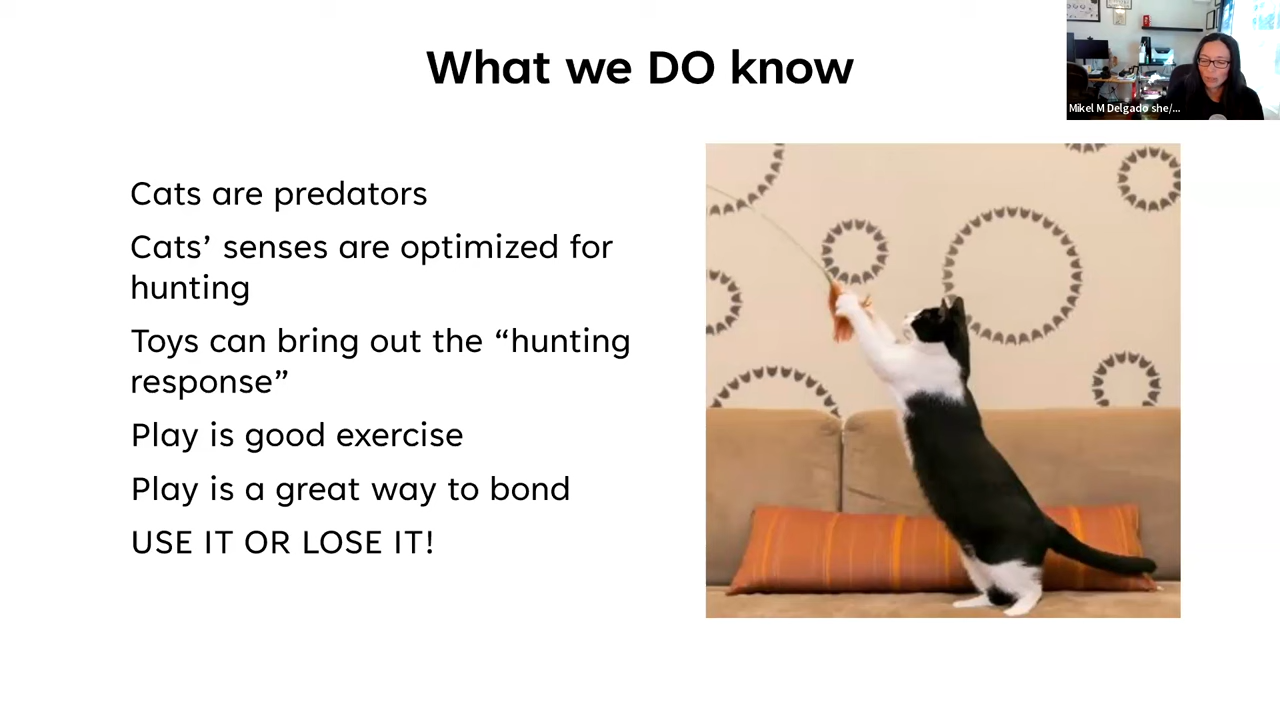 What we DO know
Mikel M Delgado she/...
Cats are predators
Cats’ senses are optimized for
hunting
Toys can bring out the “hunting
response”
Play is good exercise
Play is a great way to bond
USE IT OR LOSE IT!